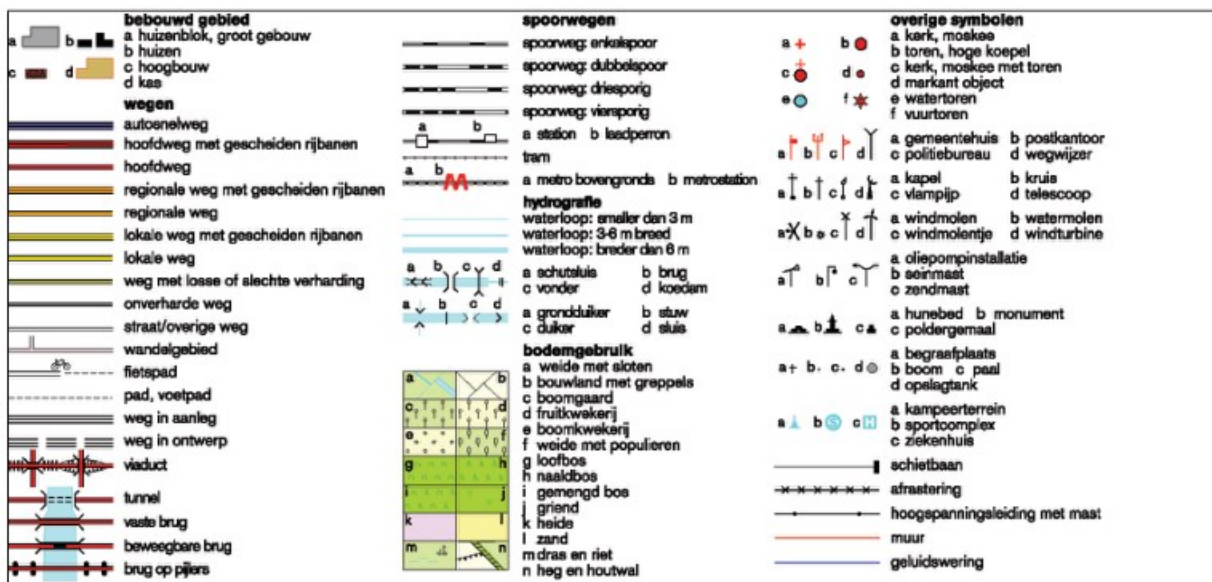 bebouwd gebied
a b a huizenblok, groot gebouw
b huizen
c d c hoogbouw
d kas
wegen
autosnelweg
hoofdweg met gescheiden rijbanen
hoofdweg
regionale weg met gescheiden rijbanen
regionale weg
lokale weg met gescheiden rijbanen
lokale weg
weg met losse of slechte verharding
onverharde weg
straat/overige weg
wandelgebied
fietspad
pad, voetpad
weg in aanleg
weg in ontwerp
viaduct
tunnel
vaste brug
beweegbare brug
brug op pijlers
spoorwegen
spoorweg: enkelspoor
spoorweg: dubbelspoor
spoorweg: driesporig
spoorweg: viersporig
a b
a station b laadperron
tram
a b
a metro bovengronds b metrostation
hydrografie
waterloop: smaller dan 3 m
waterloop: 3-6 m breed
waterloop: breder dan 6 m
a b c d
a schutsluis b brug
c vonder d koedam
a b c d
a grondduiker b stuw
c duiker d sluis
bodemgebruik
a b a weide met sloten
b bouwland met greppels
c d c boomgaard
d fruitkwekerij
e f e boomkwekerij
f weide met populieren
g h g loofbos
h naaldbos
i j i gemengd bos
j griend
k l k heide
l zand
m n m dras en riet
n heg en houtwal
overige symbolen
a b a kerk, moskee
b toren, hoge koepel
c d c kerk, moskee met toren
d markant object
e f e watertoren
f vuurtoren
a b c d
a gemeentehuis b postkantoor
c politiebureau d wegwijzer
a b c d
a kapel b kruis
c vlampijp d telescoop
a b c d
a windmolen b watermolen
c windmolentje d windturbine
a b c
a oliepompinstallatie
b seinmast
c zendmast
a b c
a hunebed b monument
c poldergemaal
a b c d
a begraafplaats
b boom c paal
d opslagtank
a b S c H
a kampeerterrein
b sportcomplex
c ziekenhuis
schietbaan
afrastering
hoogspanningsleiding met mast
muur
geluidswering